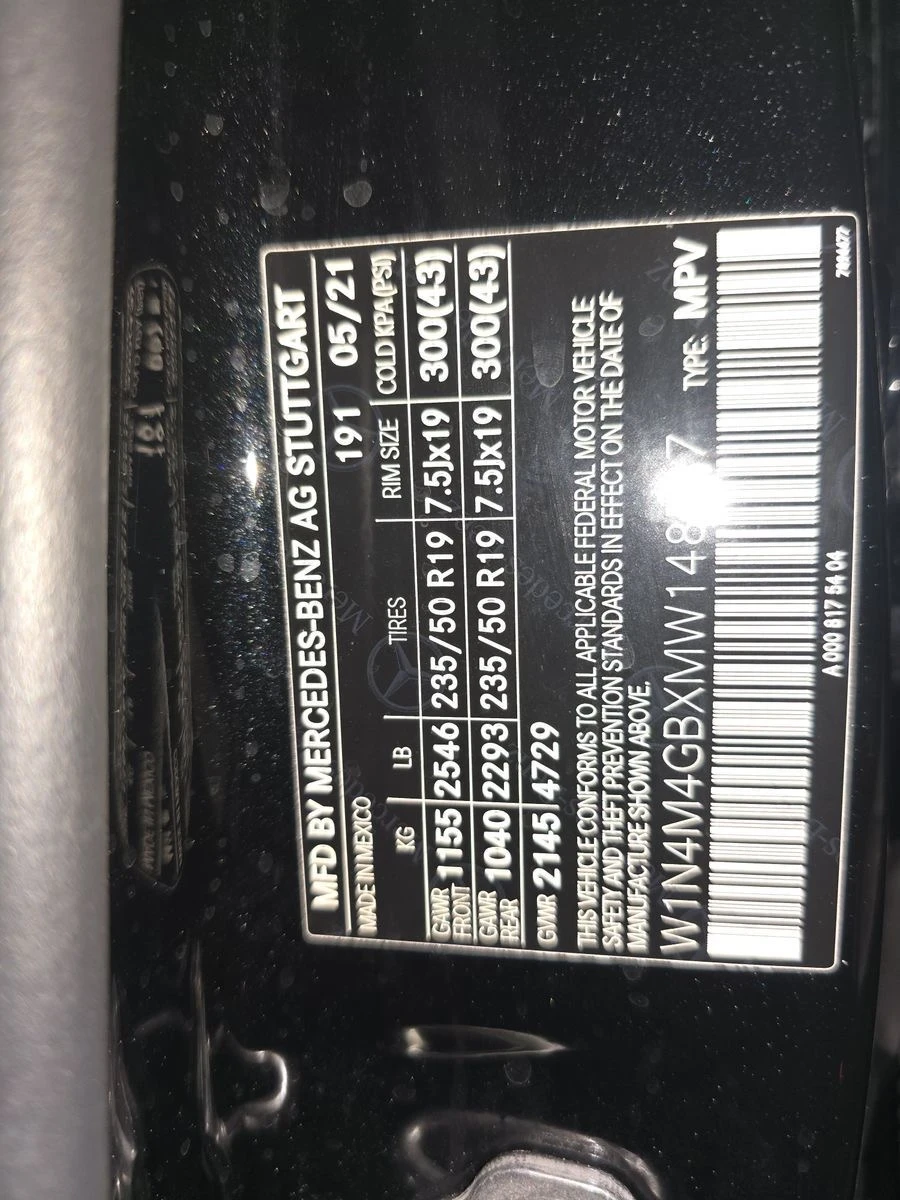 MFD BY MERCEDES-BENZ AG STUTTGART
MADE IN MEXICO 191 05/21
KG LB TIRES RIM SIZE COLD KPA(PSI)
GAWR FRONT 1155 2546 235/50 R19 7.5Jx19 300(43)
GAWR REAR 1040 2293 235/50 R19 7.5Jx19 300(43)
GVWR 2145 4729
THIS VEHICLE CONFORMS TO ALL APPLICABLE FEDERAL MOTOR VEHICLE
SAFETY AND THEFT PREVENTION STANDARDS IN EFFECT ON THE DATE OF
MANUFACTURE SHOWN ABOVE.
TYPE: MPV
A 000 817 54 04